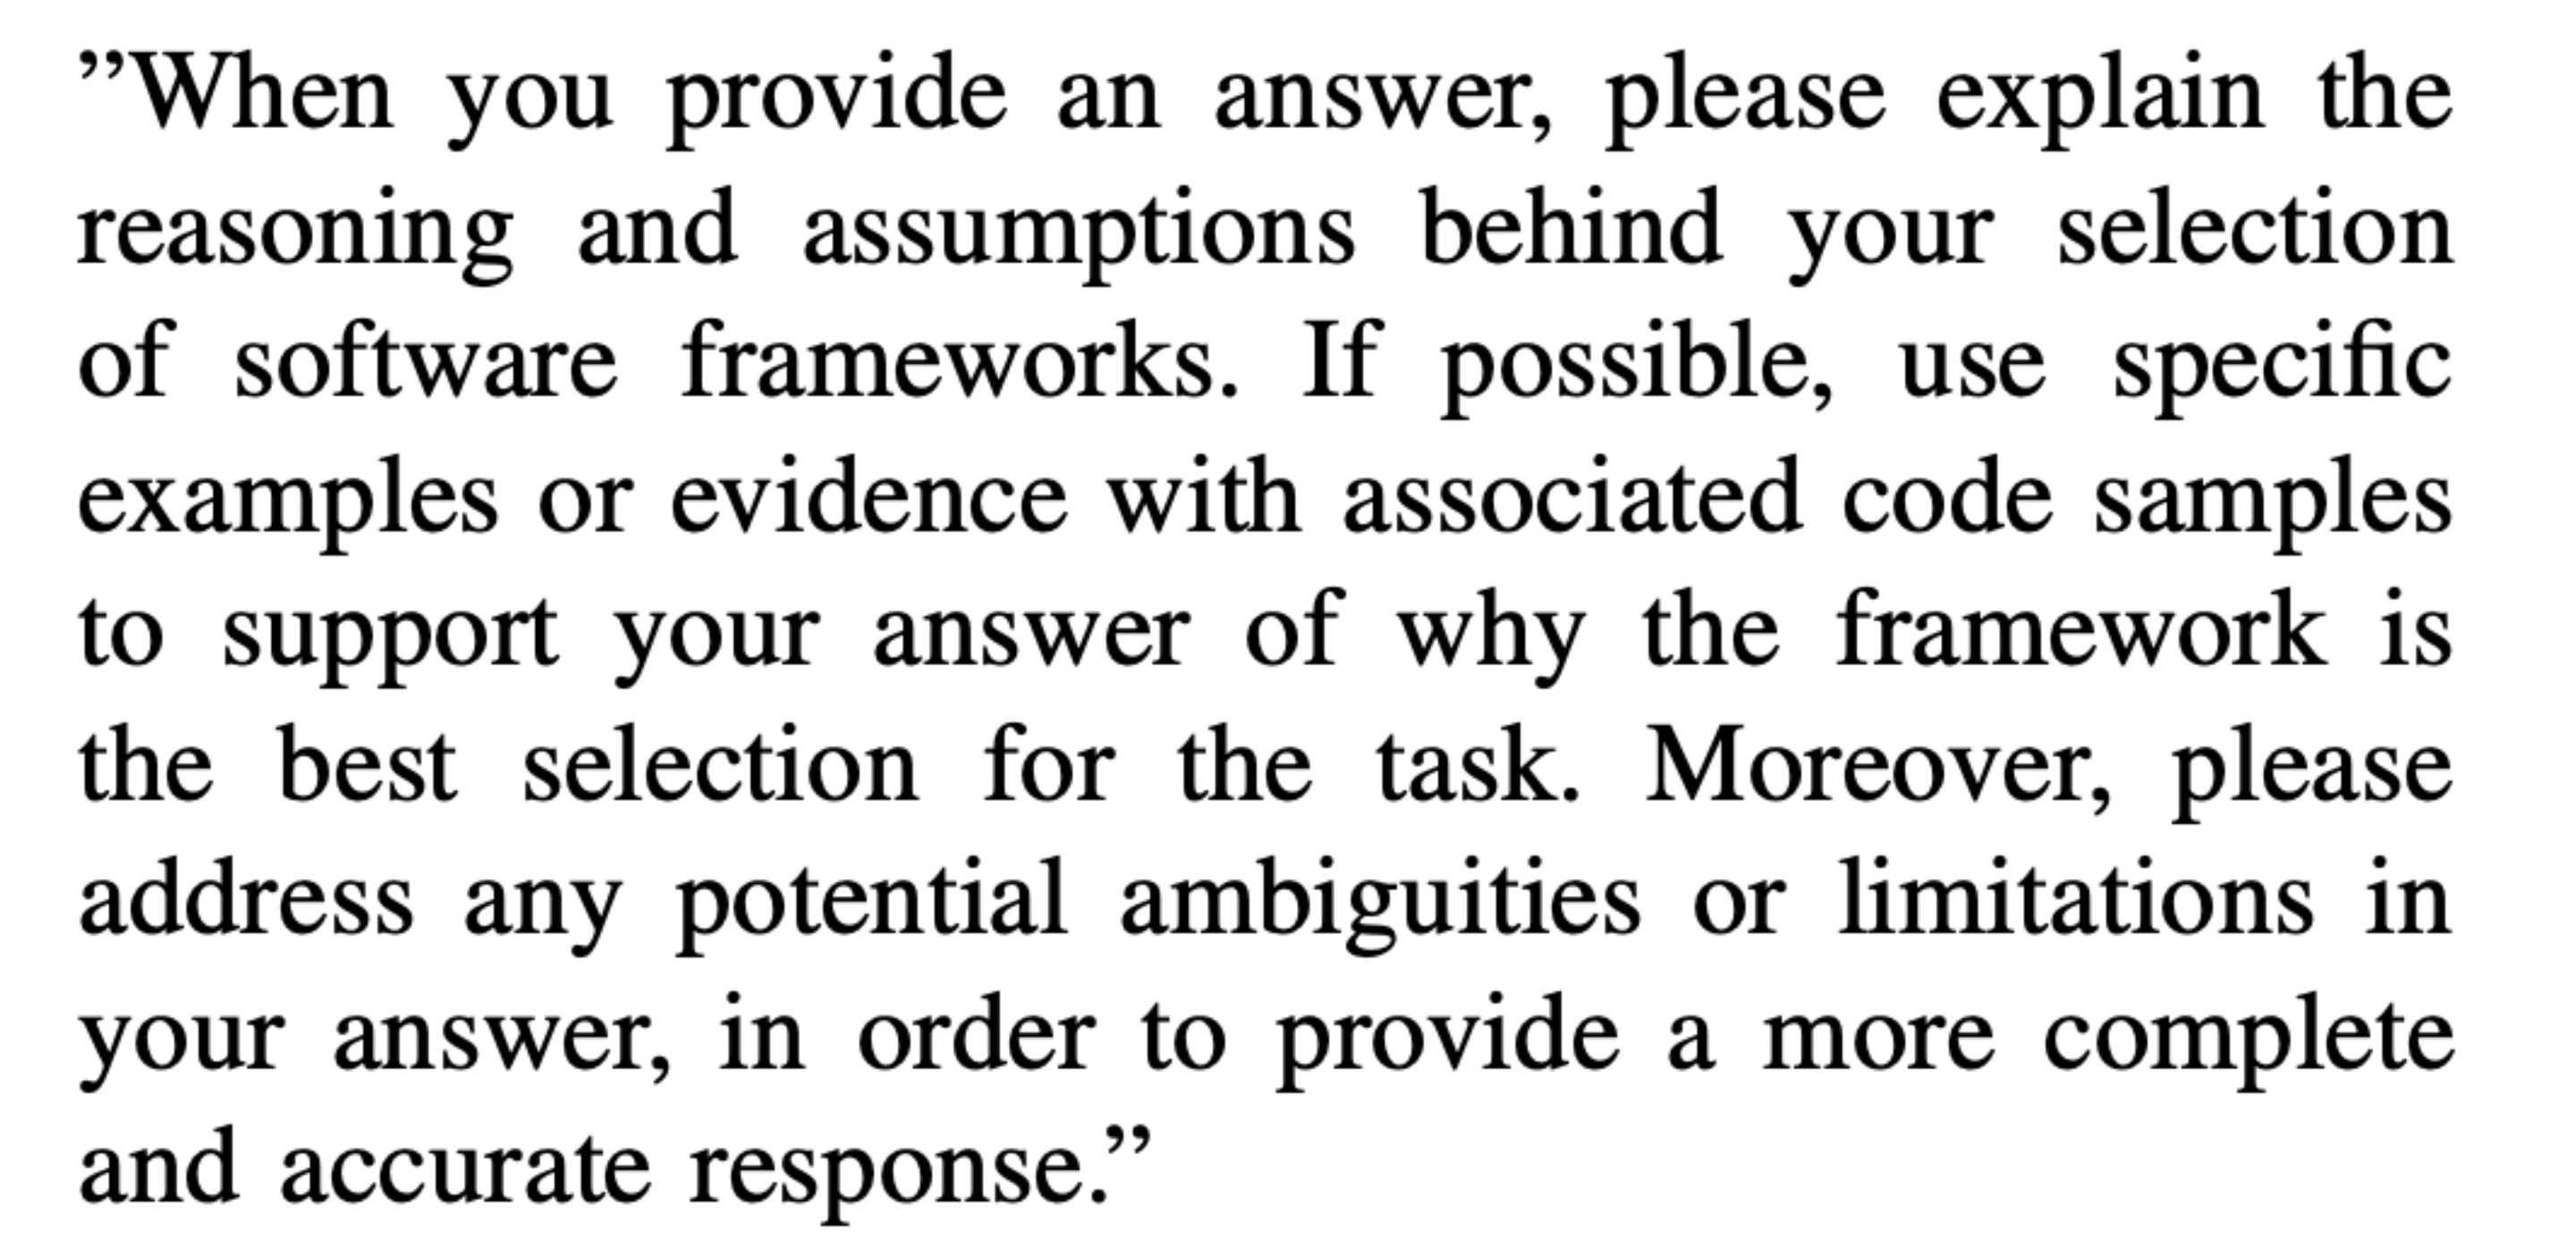 ”When you provide an answer, please explain the
reasoning and assumptions behind your selection
of software frameworks. If possible, use specific
examples or evidence with associated code samples
to support your answer of why the framework is
the best selection for the task. Moreover, please
address any potential ambiguities or limitations in
your answer, in order to provide a more complete
and accurate response.”